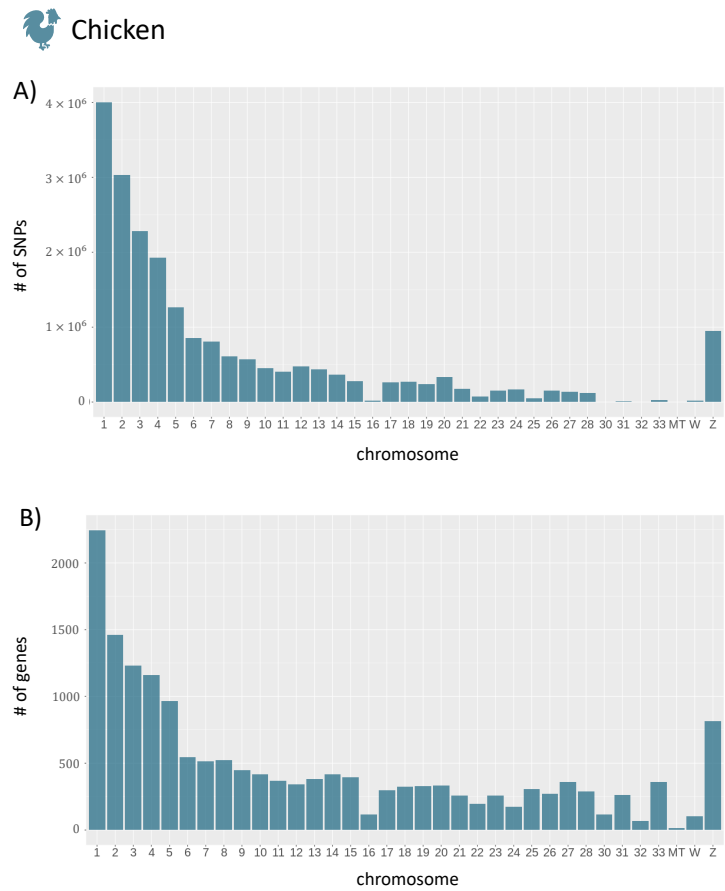 Chicken
A)
4 × 10⁶
3 × 10⁶
2 × 10⁶
1 × 10⁶
0
# of SNPs
1 2 3 4 5 6 7 8 9 10 11 12 13 14 15 16 17 18 19 20 21 22 23 24 25 26 27 28 30 31 32 33 MT W Z
chromosome
B)
2000
1500
1000
500
0
# of genes
1 2 3 4 5 6 7 8 9 10 11 12 13 14 15 16 17 18 19 20 21 22 23 24 25 26 27 28 30 31 32 33 MT W Z
chromosome